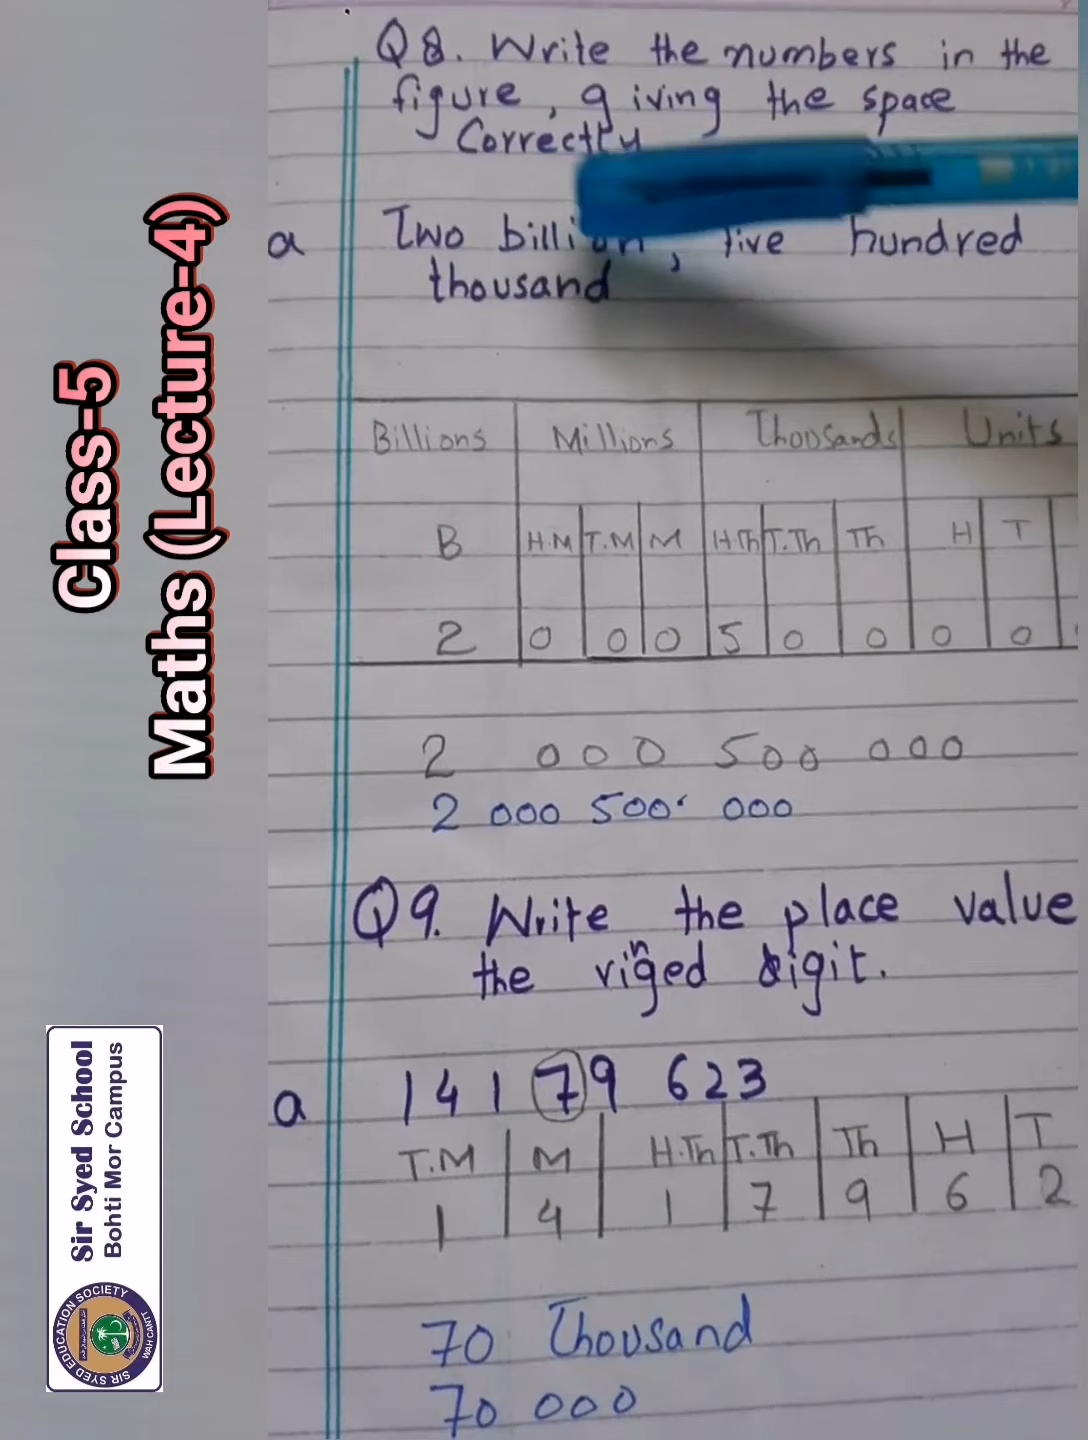 Class-5
Maths (Lecture-4)
Sir Syed School
Bohti Mor Campus
SIR SYED EDUCATION SOCIETY
WAH CANTT
Q8. Write the numbers in the
figure, giving the space
Correctly
a Two billion, five hundred
thousand
Billions Millions Thousands Units
B H.M T.M M H.Th T.Th Th H T
2 0 0 0 5 0 0 0 0
2 000 500 000
2 000 500 000
Q9. Write the place value
the ringed digit.
a 141 79 623
T.M M H.Th T.Th Th H T
1 4 1 7 9 6 2
70 Thousand
70 000